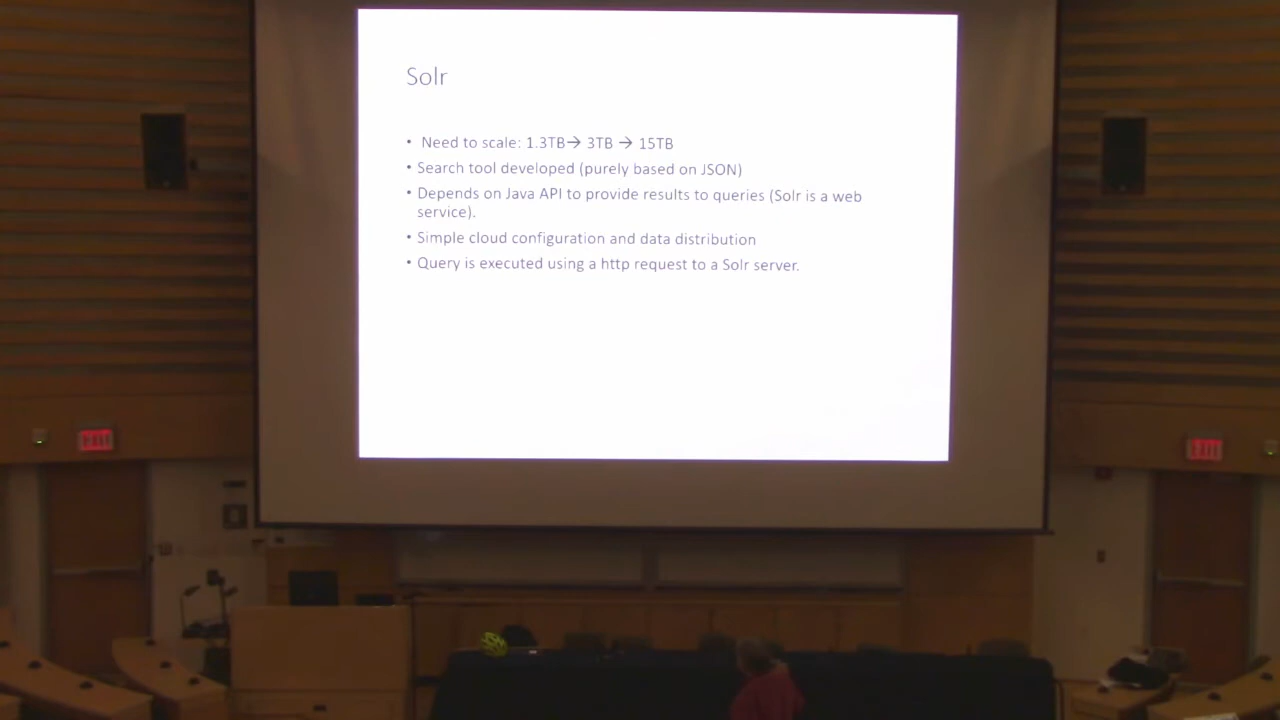 Solr
• Need to scale: 1.3TB→ 3TB → 15TB
• Search tool developed (purely based on JSON)
• Depends on Java API to provide results to queries (Solr is a web
service).
• Simple cloud configuration and data distribution
• Query is executed using a http request to a Solr server.
EXIT
EXIT